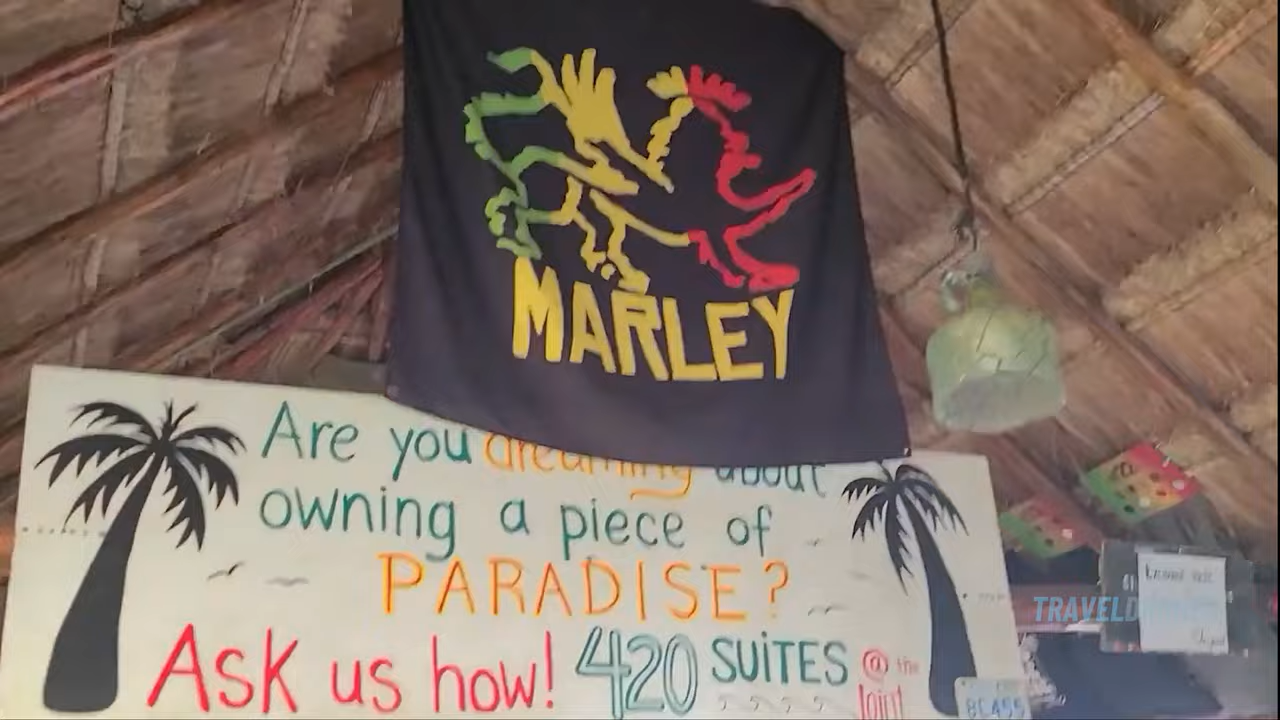 MARLEY
Are you dreaming about
owning a piece of
PARADISE?
Ask us how! 420 SUiTES @ the
Joint